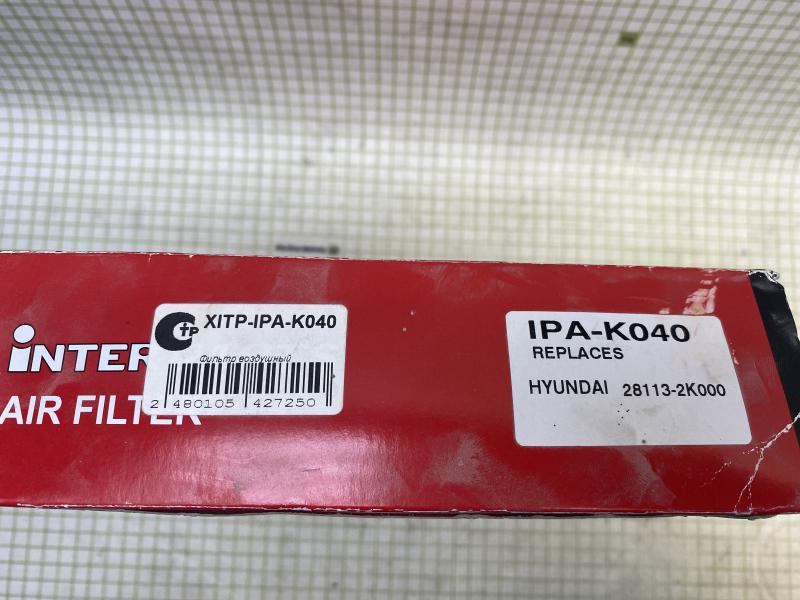 INTER
AIR FILTER
XITP-IPA-K040
Фильтр воздушный
2 480105 427250
IPA-K040
REPLACES
HYUNDAI 28113-2K000